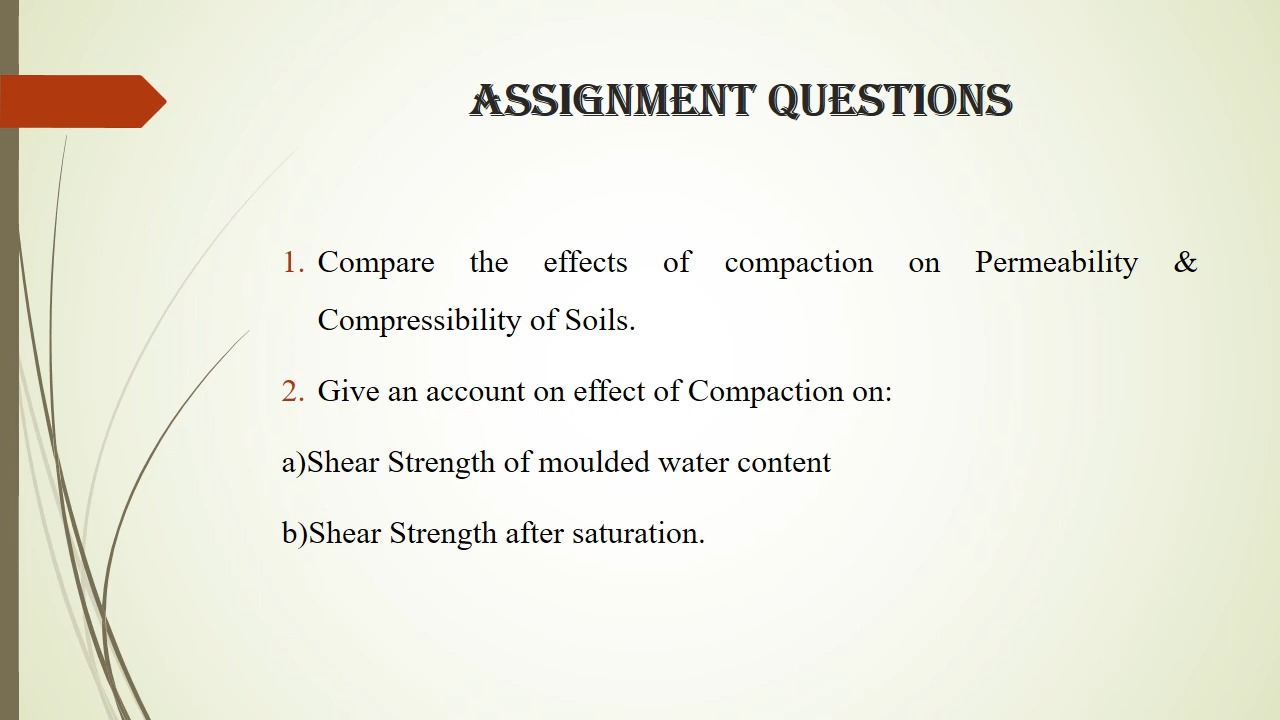 ASSIGNMENT QUESTIONS
1. Compare the effects of compaction on Permeability &
Compressibility of Soils.
2. Give an account on effect of Compaction on:
a)Shear Strength of moulded water content
b)Shear Strength after saturation.